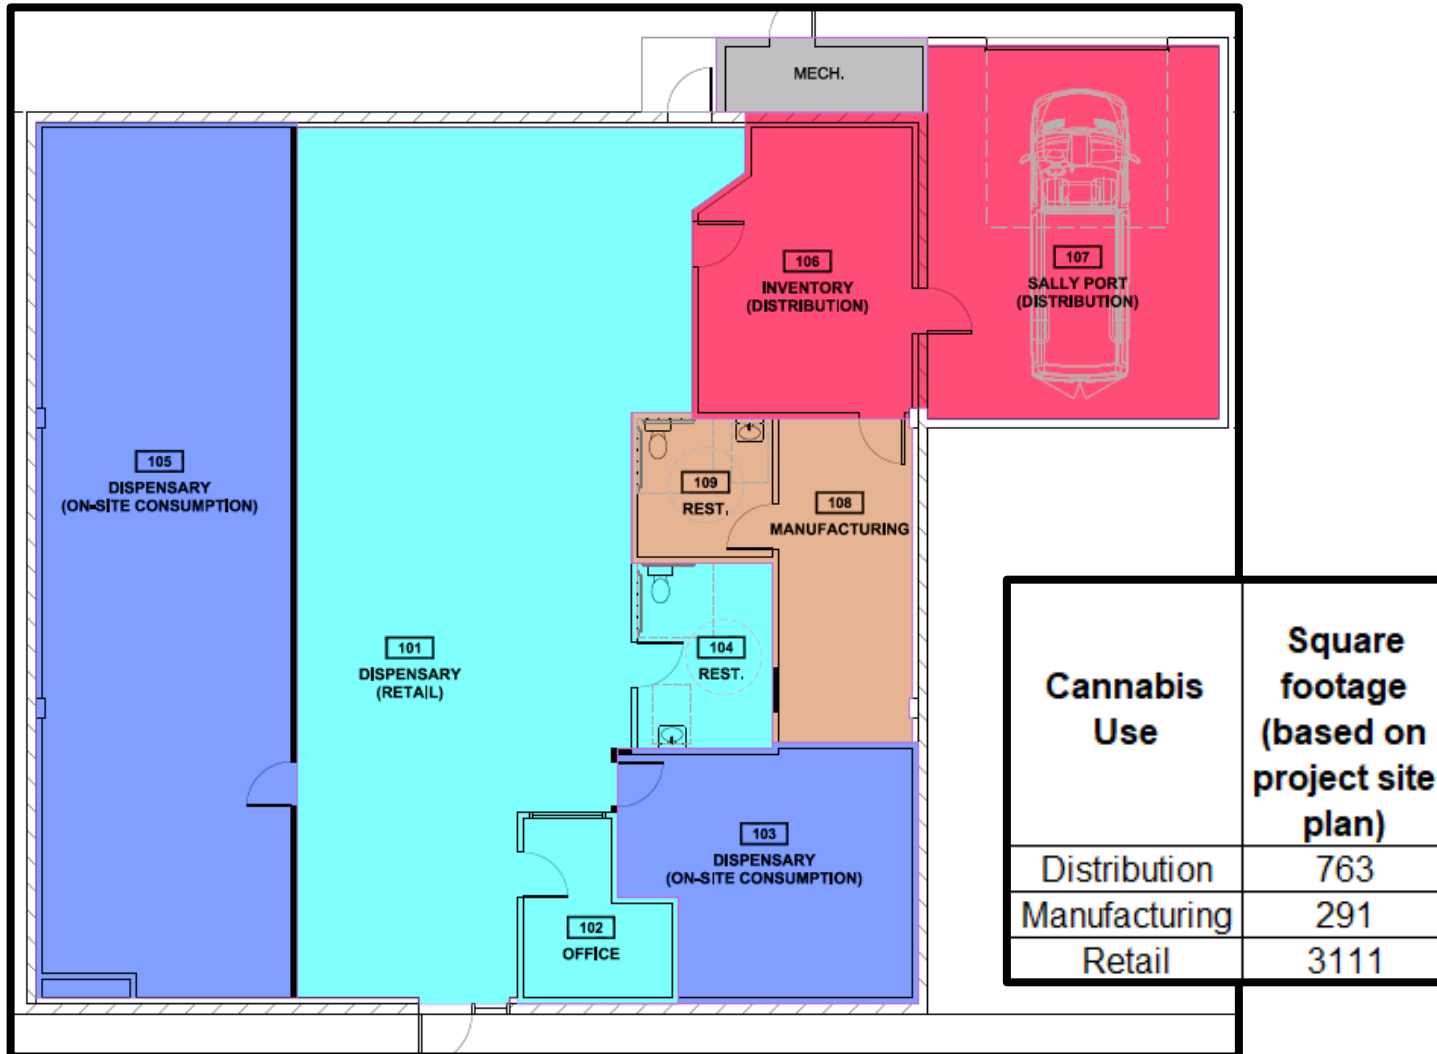 MECH.
106
INVENTORY
(DISTRIBUTION)
107
SALLY PORT
(DISTRIBUTION)
105
DISPENSARY
(ON-SITE CONSUMPTION)
109
REST.
108
MANUFACTURING
101
DISPENSARY
(RETAIL)
104
REST.
103
DISPENSARY
(ON-SITE CONSUMPTION)
102
OFFICE
Cannabis
Use
Square
footage
(based on
project site
plan)
Distribution 763
Manufacturing 291
Retail 3111